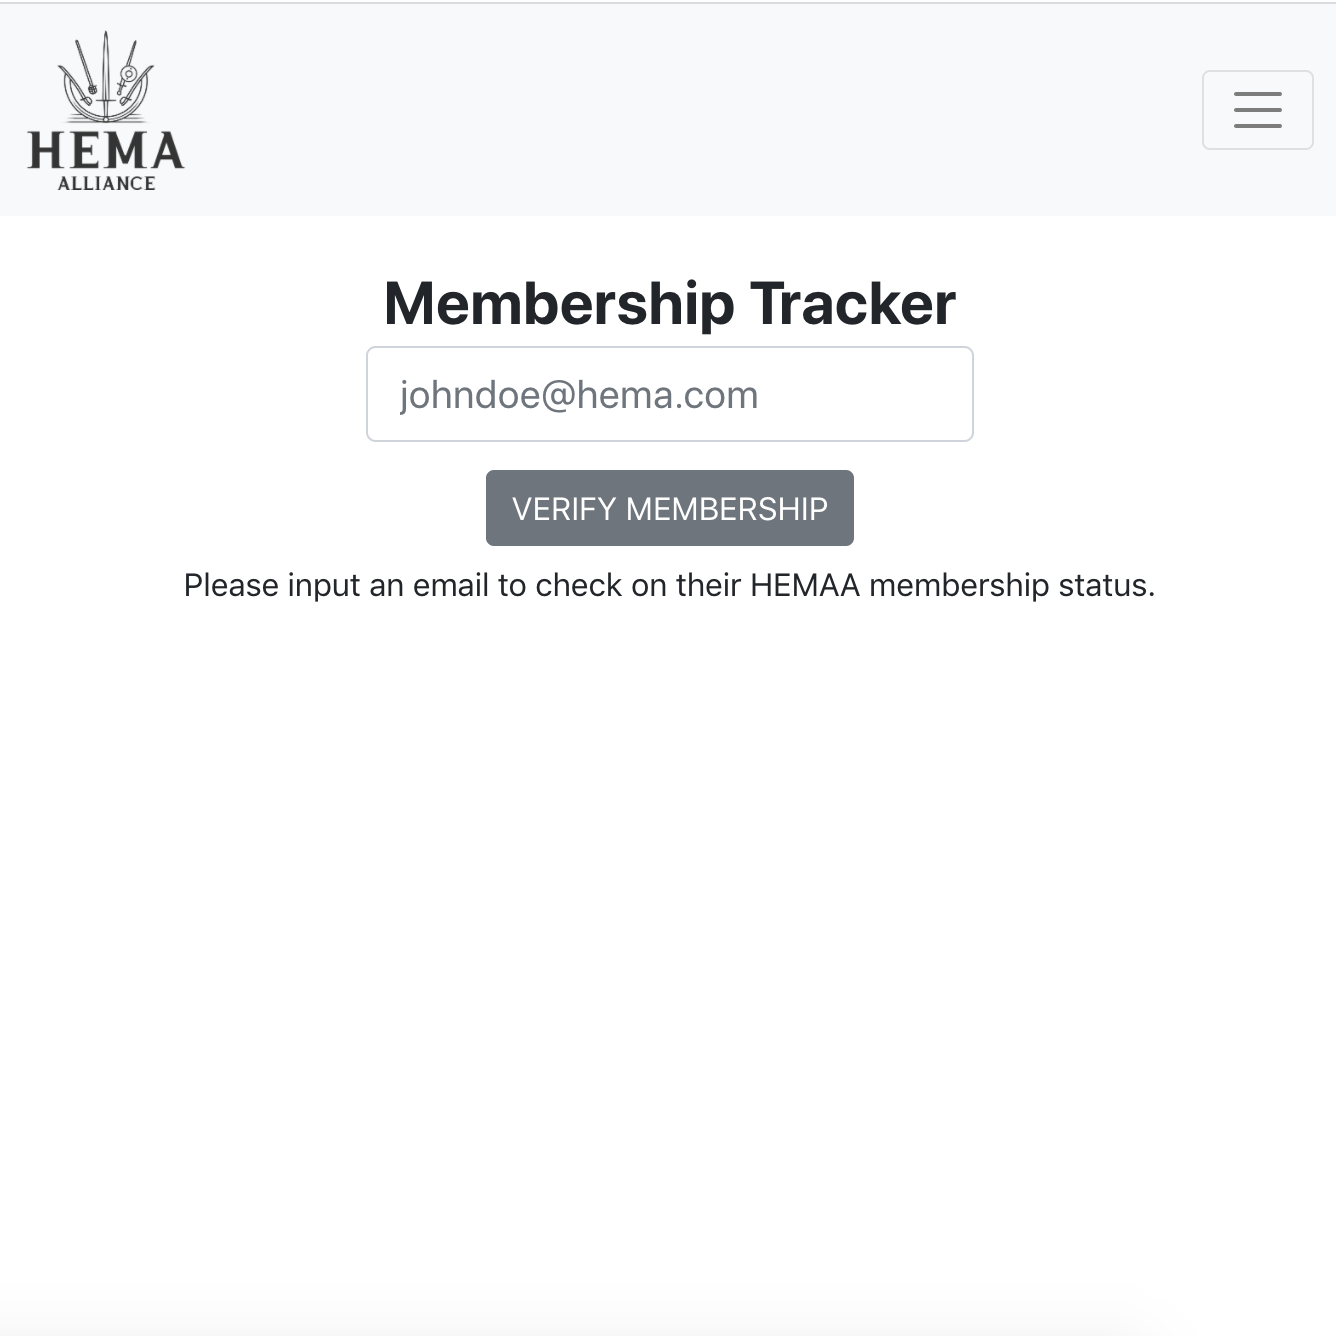 HEMA
ALLIANCE
Membership Tracker
johndoe@hema.com
VERIFY MEMBERSHIP
Please input an email to check on their HEMAA membership status.